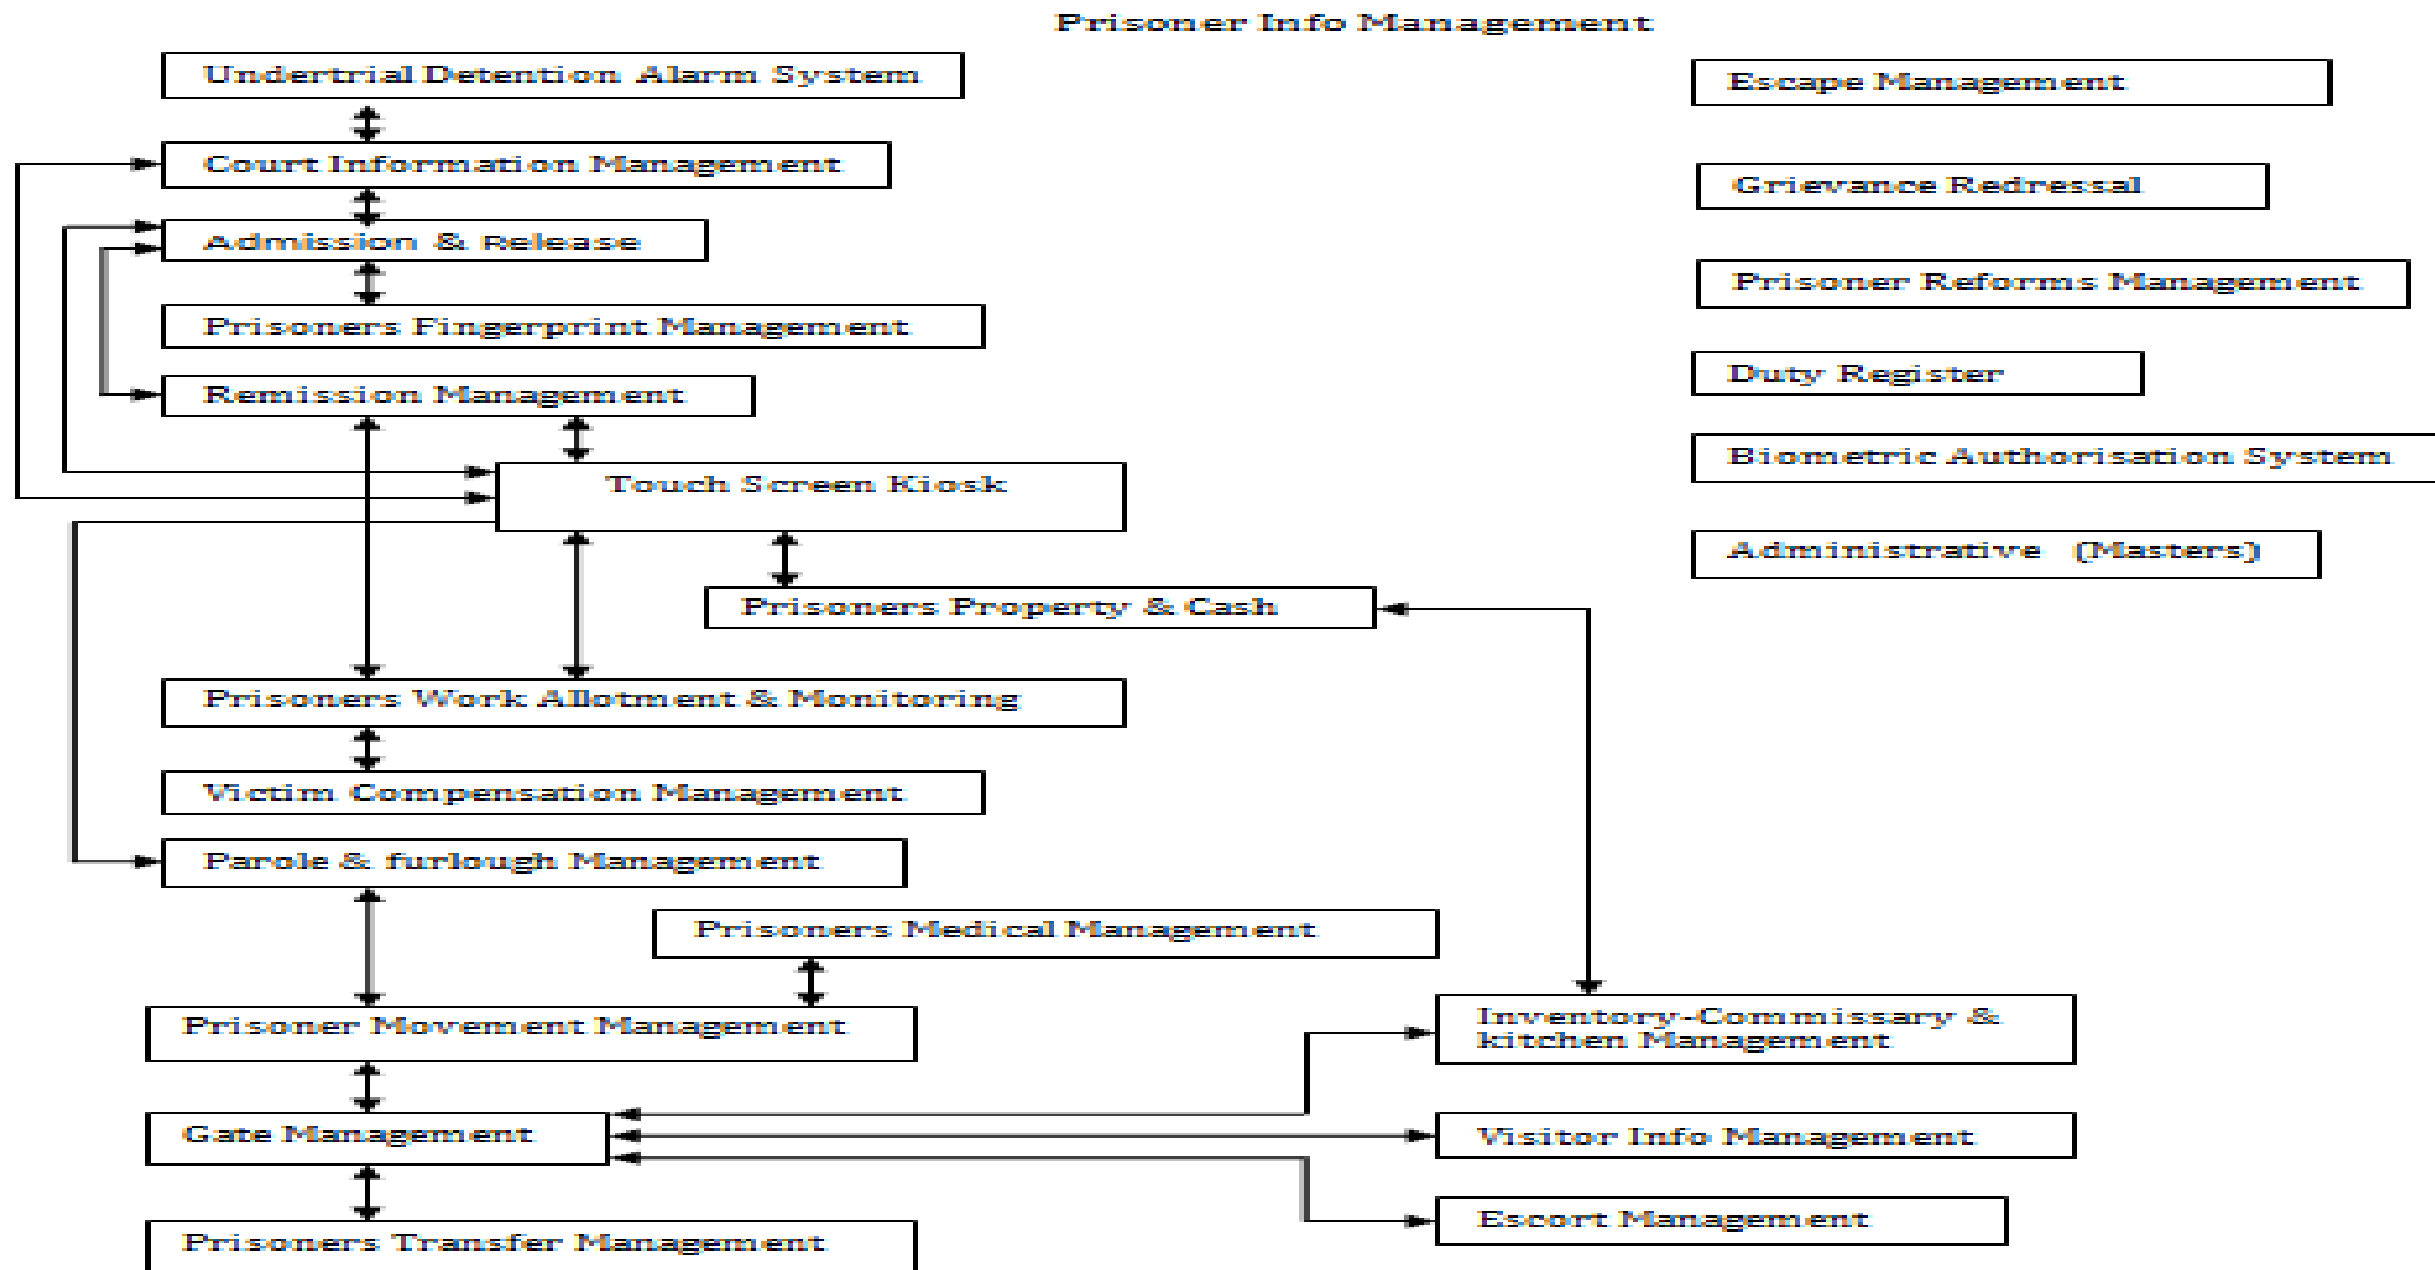 Prisoner Info Management
Undertrial Detention Alarm System
Court Information Management
Admission & Release
Prisoners Fingerprint Management
Remission Management
Touch Screen Kiosk
Prisoners Property & Cash
Prisoners Work Allotment & Monitoring
Victim Compensation Management
Parole & furlough Management
Prisoners Medical Management
Prisoner Movement Management
Gate Management
Prisoners Transfer Management
Inventory-Commissary &
kitchen Management
Visitor Info Management
Escort Management
Escape Management
Grievance Redressal
Prisoner Reforms Management
Duty Register
Biometric Authorisation System
Administrative (Masters)